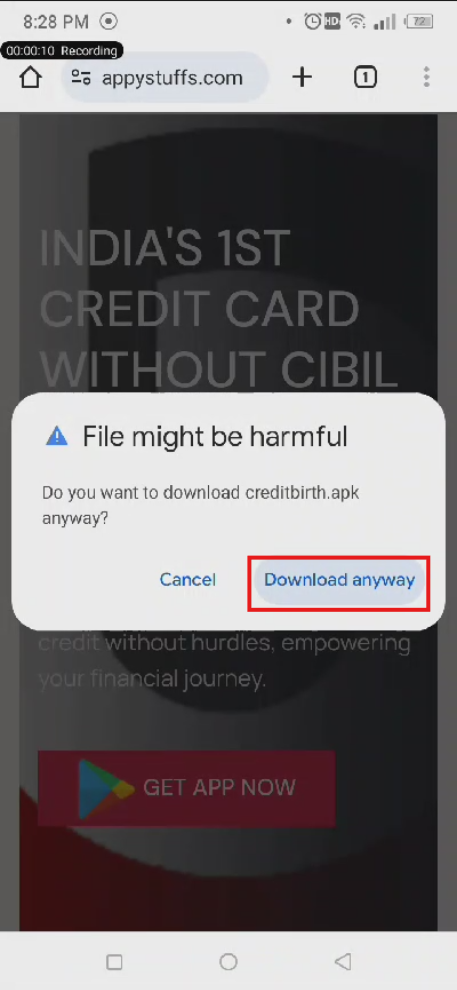 8:28 PM HD 72
00:00:10 Recording
appystuffs.com 1
INDIA'S 1ST
CREDIT CARD
WITHOUT CIBIL
File might be harmful
Do you want to download creditbirth.apk
anyway?
Cancel Download anyway
credit without hurdles, empowering
your financial journey.
GET APP NOW